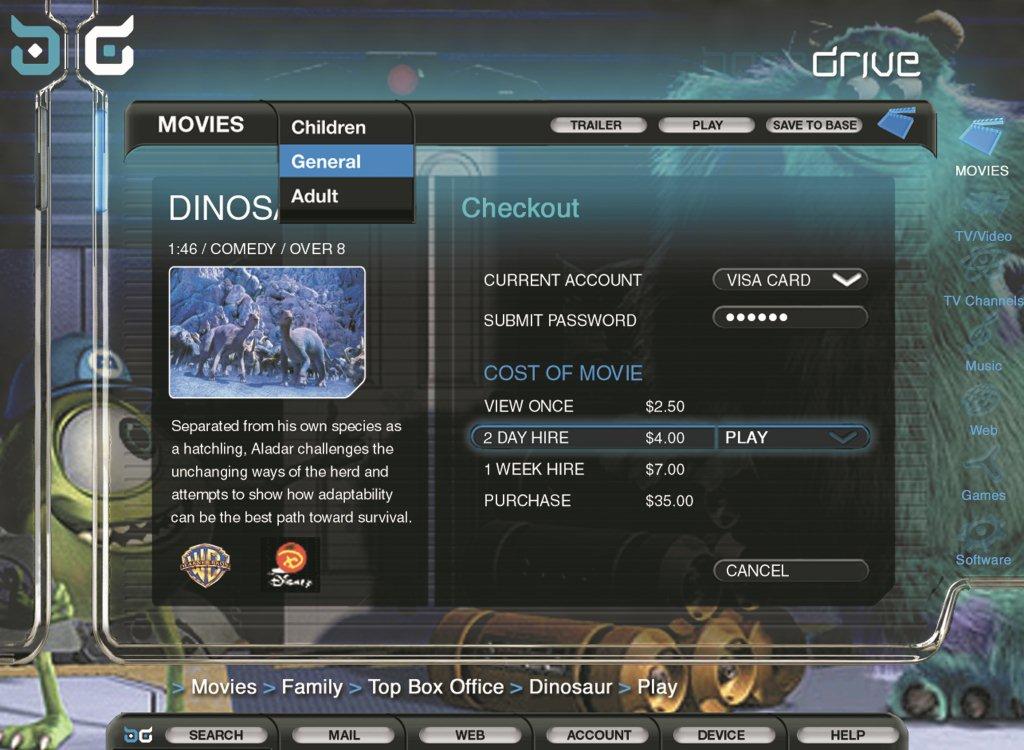 drive
MOVIES
Children
General
Adult
TRAILER
PLAY
SAVE TO BASE
MOVIES
TV/Video
TV Channels
Music
Web
Games
Software
DINOS
1:46 / COMEDY / OVER 8
Separated from his own species as
a hatchling, Aladar challenges the
unchanging ways of the herd and
attempts to show how adaptability
can be the best path toward survival.
WB
Disney
Checkout
CURRENT ACCOUNT VISA CARD
SUBMIT PASSWORD ••••••
COST OF MOVIE
VIEW ONCE $2.50
2 DAY HIRE $4.00 PLAY
1 WEEK HIRE $7.00
PURCHASE $35.00
CANCEL
> Movies > Family > Top Box Office > Dinosaur > Play
SEARCH
MAIL
WEB
ACCOUNT
DEVICE
HELP